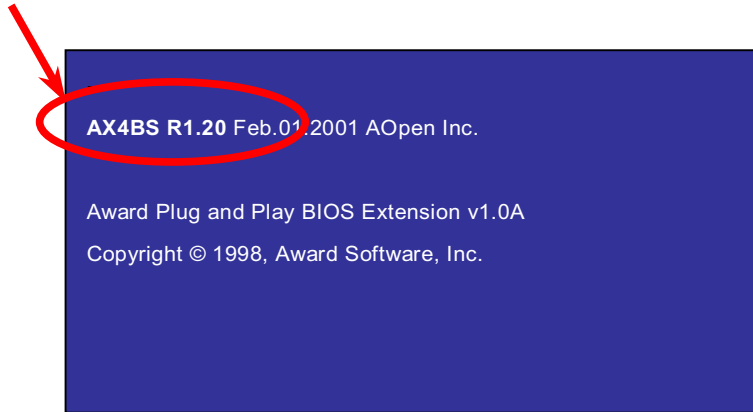 AX4BS R1.20 Feb.01.2001 AOpen Inc.
Award Plug and Play BIOS Extension v1.0A
Copyright © 1998, Award Software, Inc.